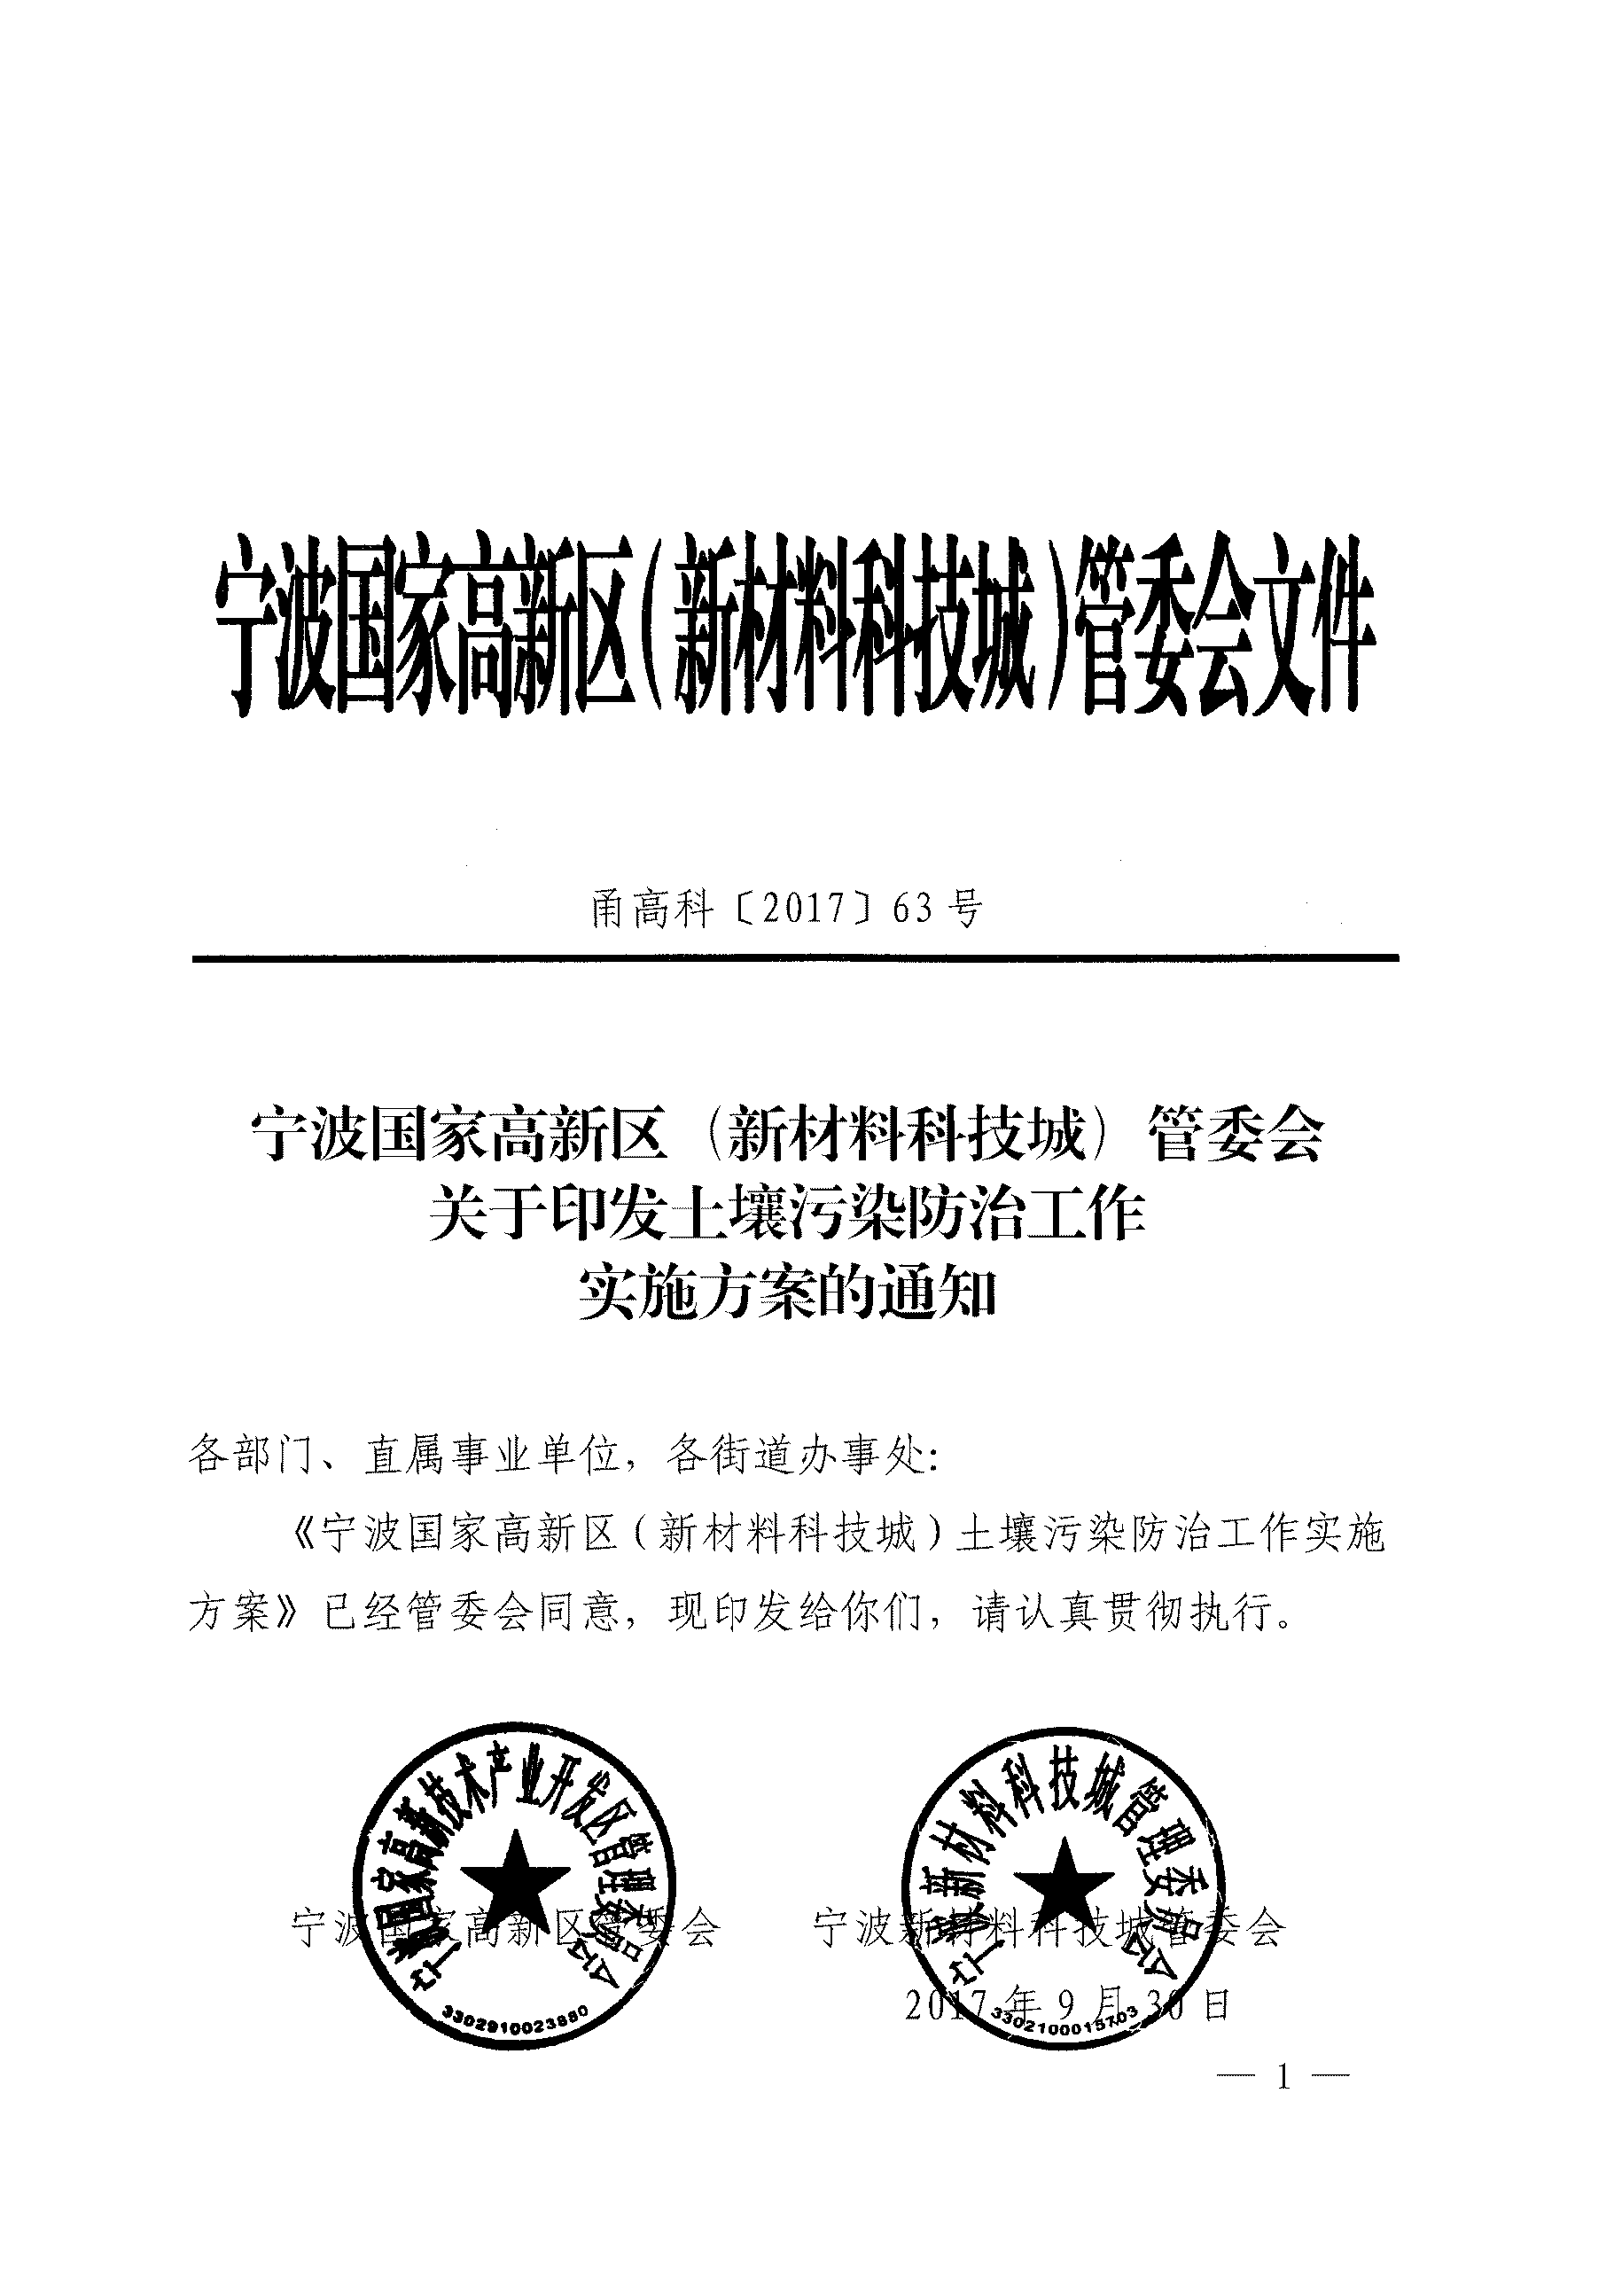 宁波国家高新区(新材料科技城)管委会文件
甬高科〔2017〕63号
宁波国家高新区（新材料科技城）管委会
关于印发土壤污染防治工作
实施方案的通知
各部门、直属事业单位，各街道办事处：
《宁波国家高新区（新材料科技城）土壤污染防治工作实施
方案》已经管委会同意，现印发给你们，请认真贯彻执行。
宁波国家高新技术产业开发区管理委员会
宁波国家高新区管委会
宁波新材料科技城管理委员会
宁波新材料科技城管委会
2017年9月30日
3302100015703
— 1 —